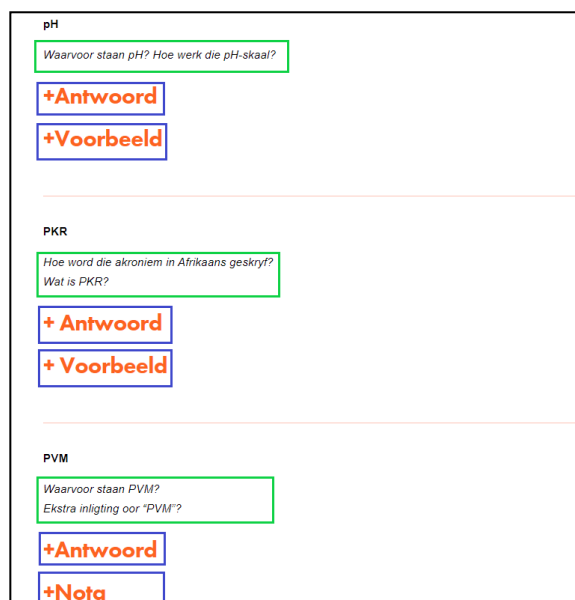 pH
Waarvoor staan pH? Hoe werk die pH-skaal?
+Antwoord
+Voorbeeld
PKR
Hoe word die akroniem in Afrikaans geskryf?
Wat is PKR?
+ Antwoord
+ Voorbeeld
PVM
Waarvoor staan PVM?
Ekstra inligting oor “PVM”?
+Antwoord
+Nota